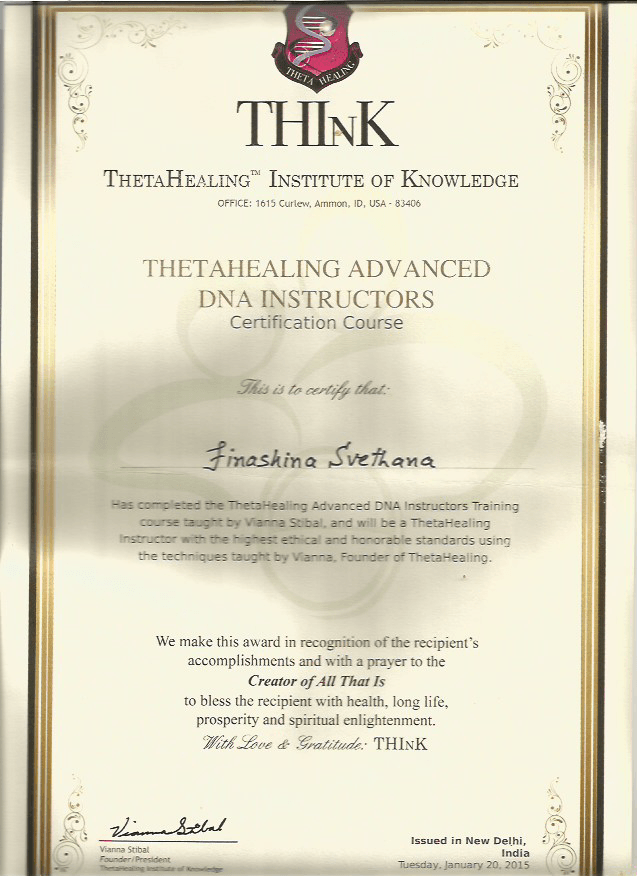 THETA HEALING
THINK
THETAHEALING™ INSTITUTE OF KNOWLEDGE
OFFICE: 1615 Curlew, Ammon, ID, USA - 83406
THETAHEALING ADVANCED
DNA INSTRUCTORS
Certification Course
This is to certify that:
Finashina Svethana
Has completed the ThetaHealing Advanced DNA Instructors Training
course taught by Vianna Stibal, and will be a ThetaHealing
Instructor with the highest ethical and honorable standards using
the techniques taught by Vianna, Founder of ThetaHealing.
We make this award in recognition of the recipient's
accomplishments and with a prayer to the
Creator of All That Is
to bless the recipient with health, long life,
prosperity and spiritual enlightenment.
With Love & Gratitude: THINK
Vianna Stibal
Vianna Stibal
Founder/President
ThetaHealing Institute of Knowledge
Issued in New Delhi,
India
Tuesday, January 20, 2015